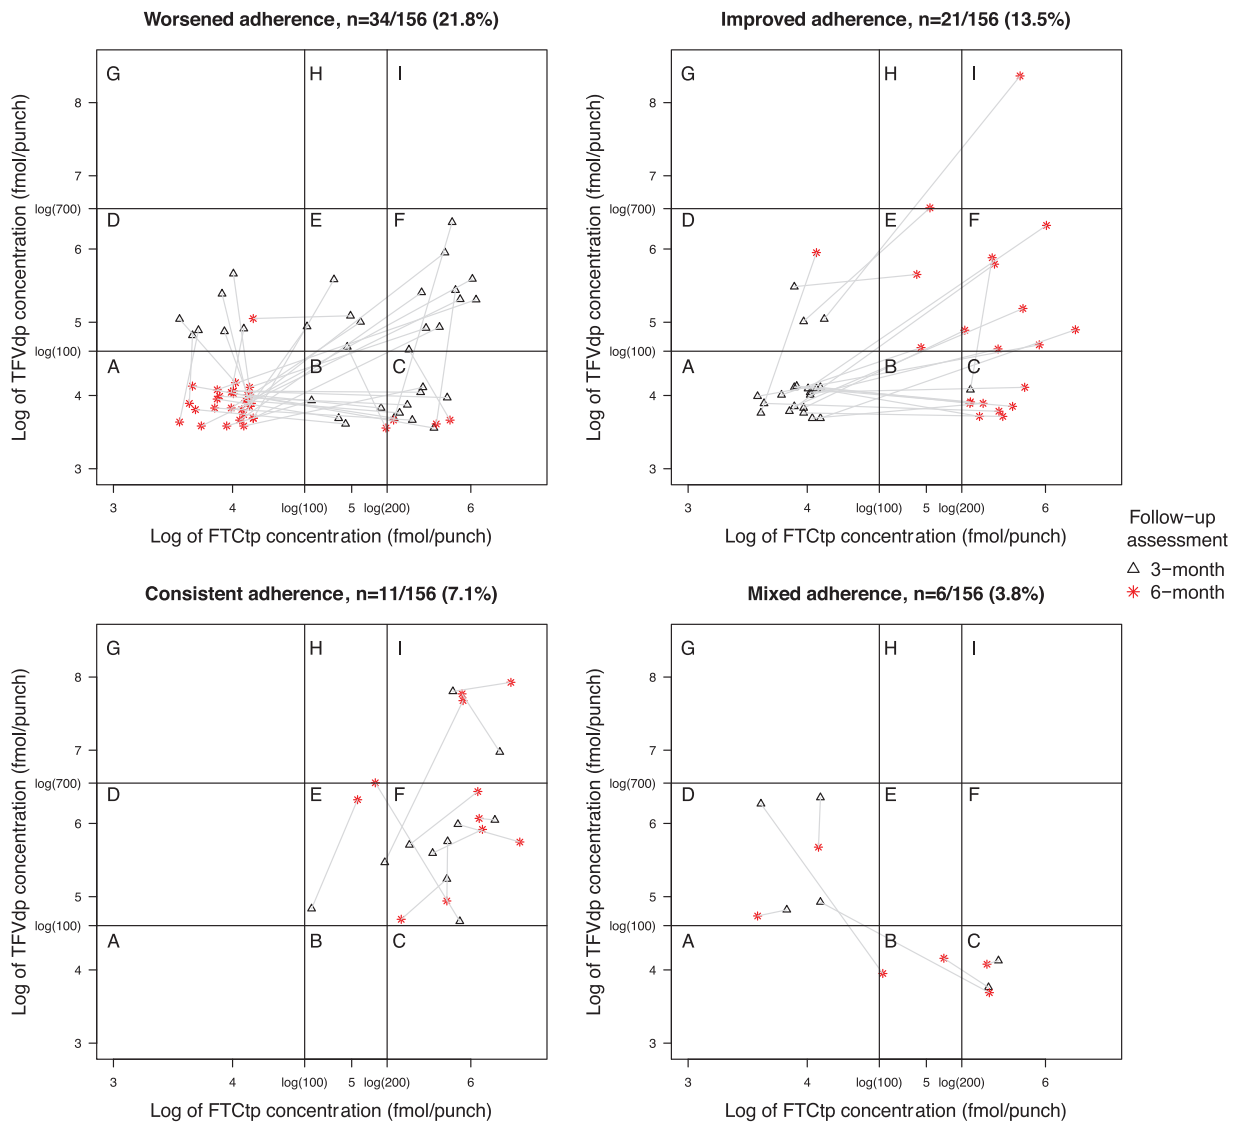 Worsened adherence, n=34/156 (21.8%)
Improved adherence, n=21/156 (13.5%)
Log of TFVdp concentration (fmol/punch)
8
7
log(700)
6
5
log(100)
4
3
G
H
I
D
E
F
A
B
C
3
4
log(100)
5
log(200)
6
Log of FTCtp concentration (fmol/punch)
Log of TFVdp concentration (fmol/punch)
8
7
log(700)
6
5
log(100)
4
3
G
H
I
D
E
F
A
B
C
3
4
log(100)
5
log(200)
6
Log of FTCtp concentration (fmol/punch)
Follow−up
assessment
3−month
6−month
Consistent adherence, n=11/156 (7.1%)
Mixed adherence, n=6/156 (3.8%)
Log of TFVdp concentration (fmol/punch)
8
7
log(700)
6
5
log(100)
4
3
G
H
I
D
E
F
A
B
C
3
4
log(100)
5
log(200)
6
Log of FTCtp concentration (fmol/punch)
Log of TFVdp concentration (fmol/punch)
8
7
log(700)
6
5
log(100)
4
3
G
H
I
D
E
F
A
B
C
3
4
log(100)
5
log(200)
6
Log of FTCtp concentration (fmol/punch)